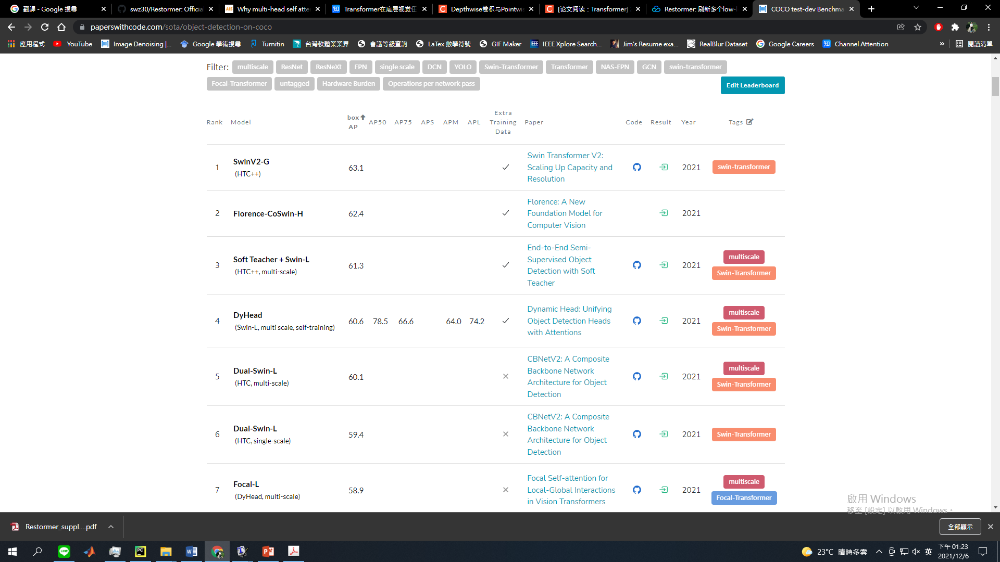 翻譯 - Google 搜尋
swz30/Restormer: Official
Why multi-head self atte
Transformer在底层视觉任
Depthwise卷积与Pointwis
[论文阅读：Transformer]
Restormer: 刷新多个low-l
COCO test-dev Benchma
paperswithcode.com/sota/object-detection-on-coco
應用程式
YouTube
Image Denoising |...
Google 學術搜尋
Turnitin
台灣軟體業業界
會議等級查詢
LaTex 數學符號
GIF Maker
IEEE Xplore Search...
Jim's Resume exa...
RealBlur Dataset
Google Careers
Channel Attention
»
閱讀清單
Filter: multiscale ResNet ResNeXt FPN single scale DCN YOLO Swin-Transformer Transformer NAS-FPN GCN swin-transformer
Focal-Transformer untagged Hardware Burden Operations per network pass
Edit Leaderboard
Rank Model box AP AP50 AP75 APS APM APL Extra Training Data Paper Code Result Year Tags
1 SwinV2-G
(HTC++)
63.1
✓
Swin Transformer V2:
Scaling Up Capacity and
Resolution
2021
swin-transformer
2 Florence-CoSwin-H
62.4
✓
Florence: A New
Foundation Model for
Computer Vision
2021
3 Soft Teacher + Swin-L
(HTC++, multi-scale)
61.3
✓
End-to-End Semi-
Supervised Object
Detection with Soft
Teacher
2021
multiscale
Swin-Transformer
4 DyHead
(Swin-L, multi scale, self-training)
60.6 78.5 66.6 64.0 74.2
✓
Dynamic Head: Unifying
Object Detection Heads
with Attentions
2021
multiscale
Swin-Transformer
5 Dual-Swin-L
(HTC, multi-scale)
60.1
×
CBNetV2: A Composite
Backbone Network
Architecture for Object
Detection
2021
multiscale
Swin-Transformer
6 Dual-Swin-L
(HTC, single-scale)
59.4
×
CBNetV2: A Composite
Backbone Network
Architecture for Object
Detection
2021
Swin-Transformer
7 Focal-L
(DyHead, multi-scale)
58.9
×
Focal Self-attention for
Local-Global Interactions
in Vision Transformers
2021
multiscale
Focal-Transformer
啟用 Windows
移至 [設定] 以啟用 Windows。
Restormer_suppl....pdf
全部顯示
23°C 晴時多雲
英
下午 01:23
2021/12/6